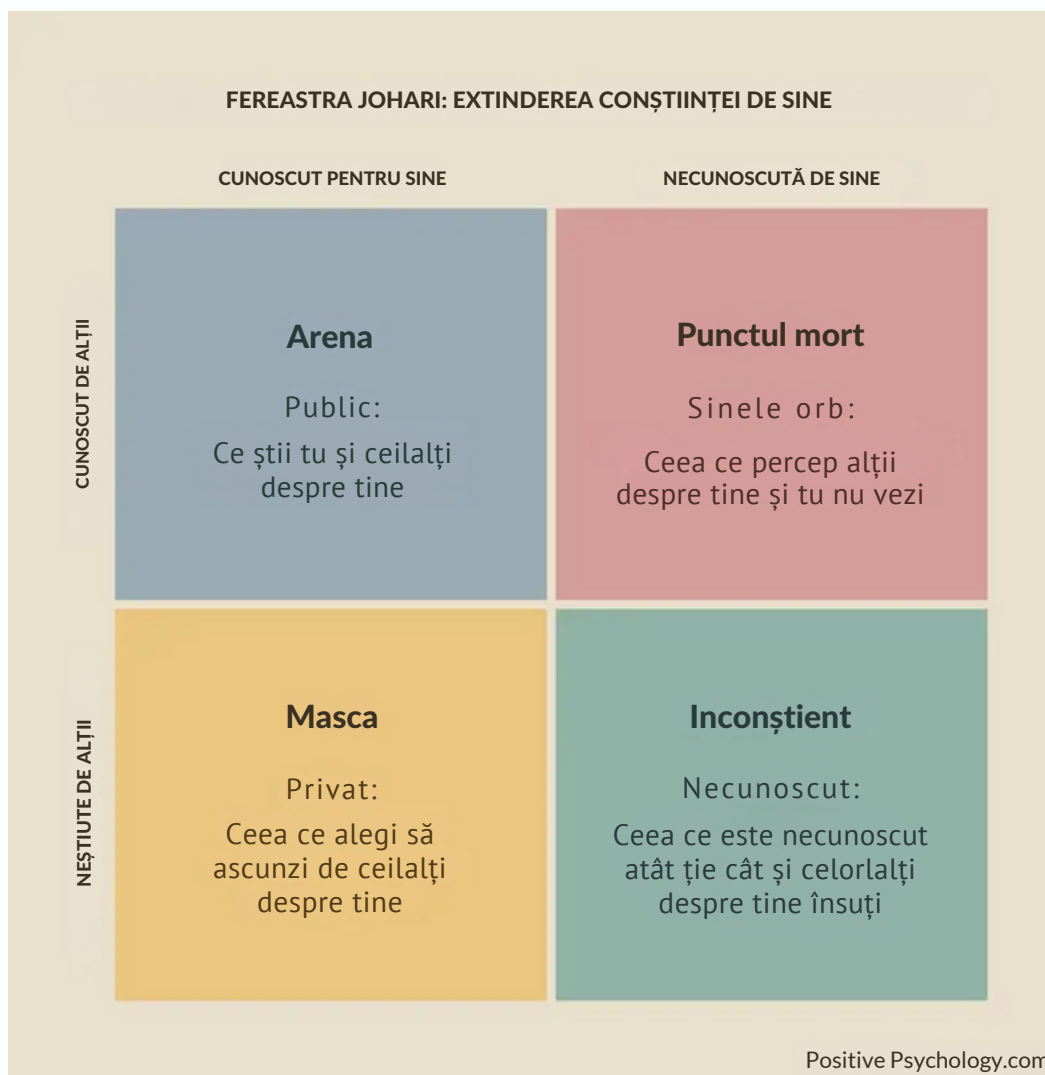 FEREASTRA JOHARI: EXTINDEREA CONȘTIINȚEI DE SINE
CUNOSCUT PENTRU SINE
NECUNOSCUTĂ DE SINE
CUNOSCUT DE ALȚII
Arena
Public:
Ce știi tu și ceilalți
despre tine
Punctul mort
Sinele orb:
Ceea ce percep alții
despre tine și tu nu vezi
NEȘTIUTE DE ALȚII
Masca
Privat:
Ceea ce alegi să
ascunzi de ceilalți
despre tine
Inconștient
Necunoscut:
Ceea ce este necunoscut
atât ție cât și celorlalți
despre tine însuți
Positive Psychology.com